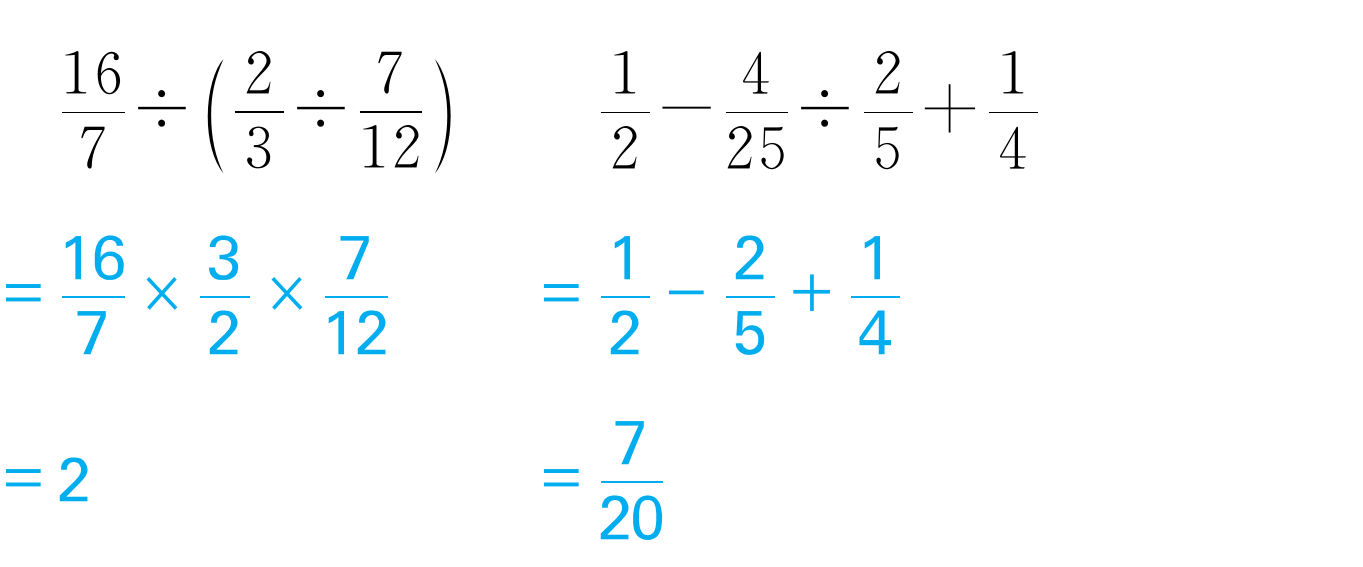 16/7 ÷ (2/3 ÷ 7/12)
= 16/7 × 3/2 × 7/12
= 2
1/2 − 4/25 ÷ 2/5 + 1/4
= 1/2 − 2/5 + 1/4
= 7/20